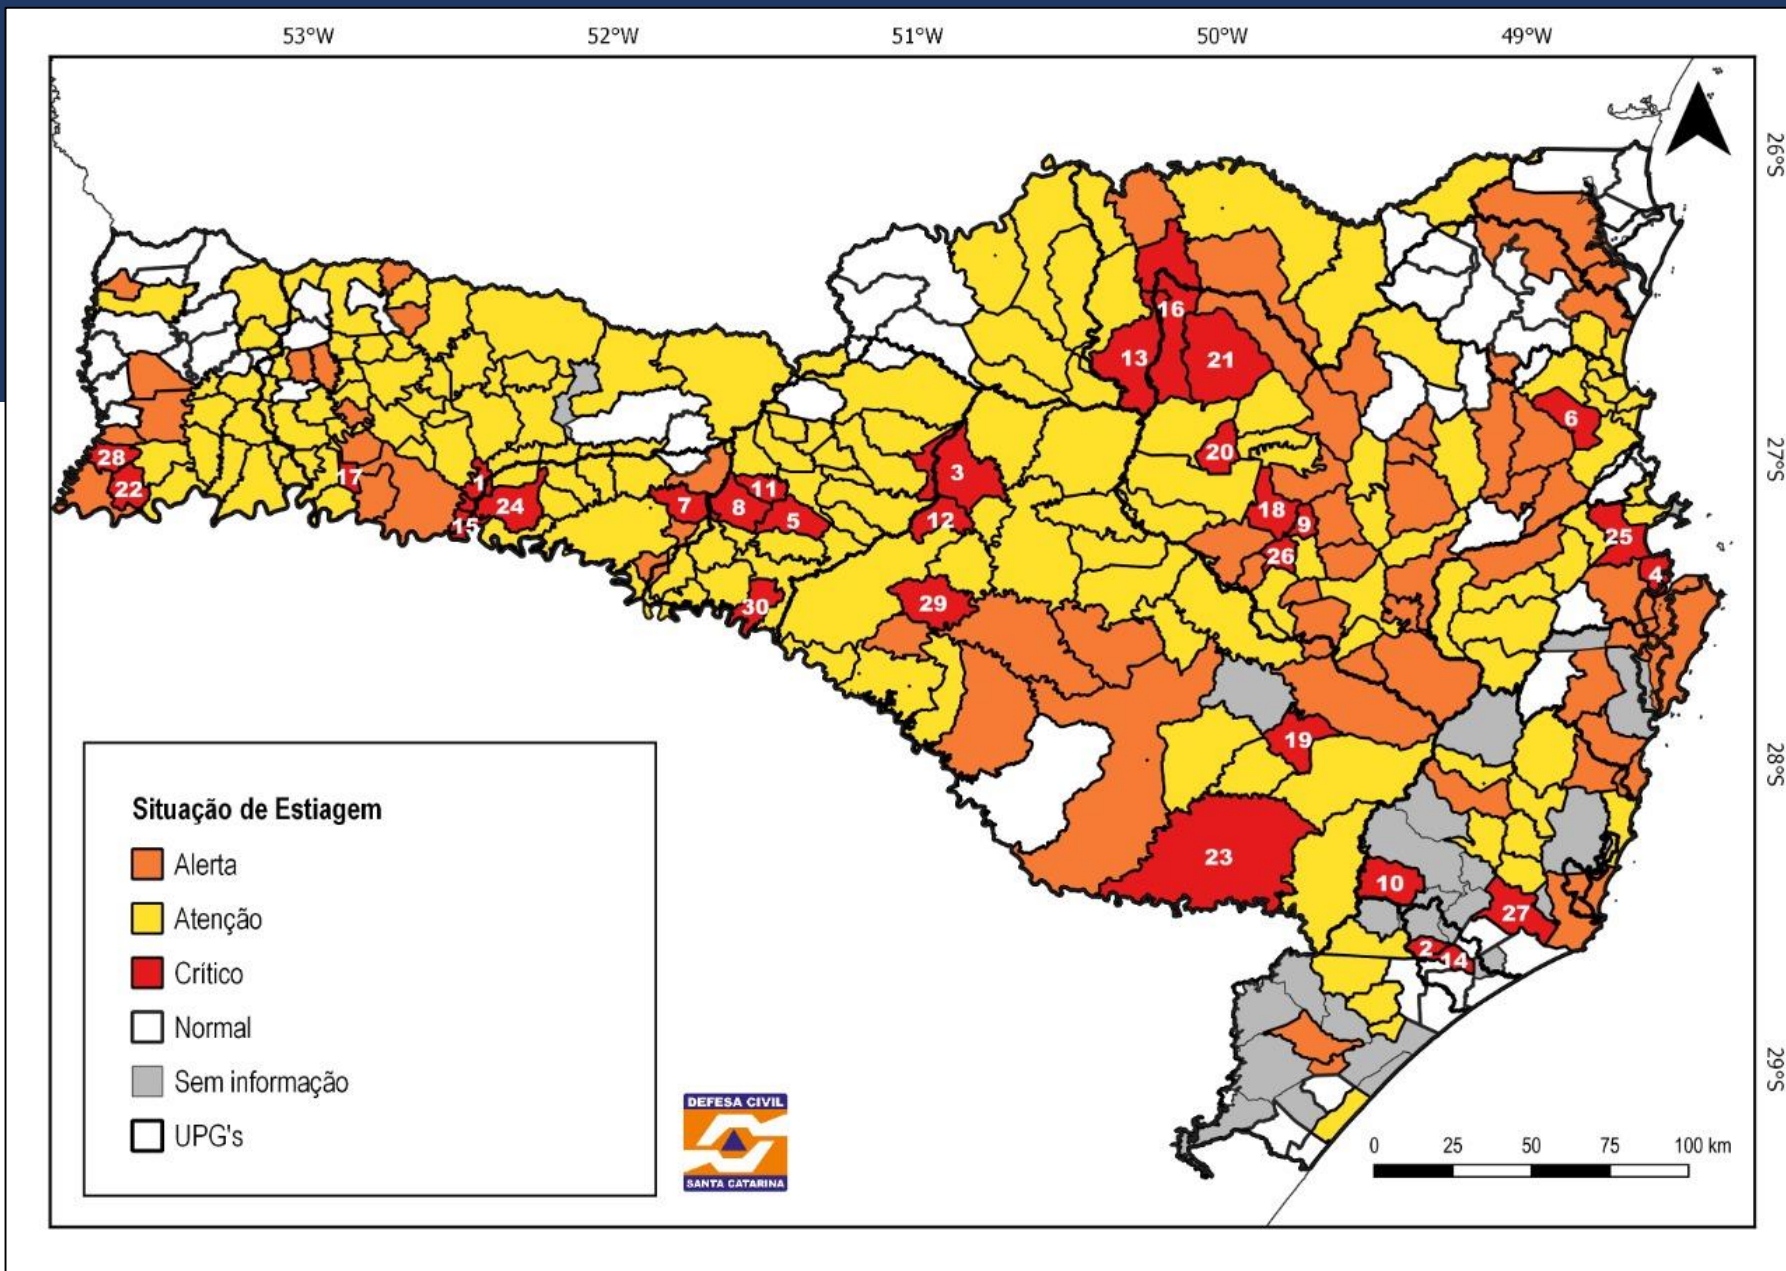 53°W 52°W 51°W 50°W 49°W
26°S
16
13 21
6
27°S
20
28 17 1 3
22 11
24 7 8 5 12 18 9
15 25
26
4
30 29
19
28°S
23
10
27
2 14
29°S
Situação de Estiagem
Alerta
Atenção
Crítico
Normal
Sem informação
UPG's
DEFESA CIVIL
SANTA CATARINA
0 25 50 75 100 km